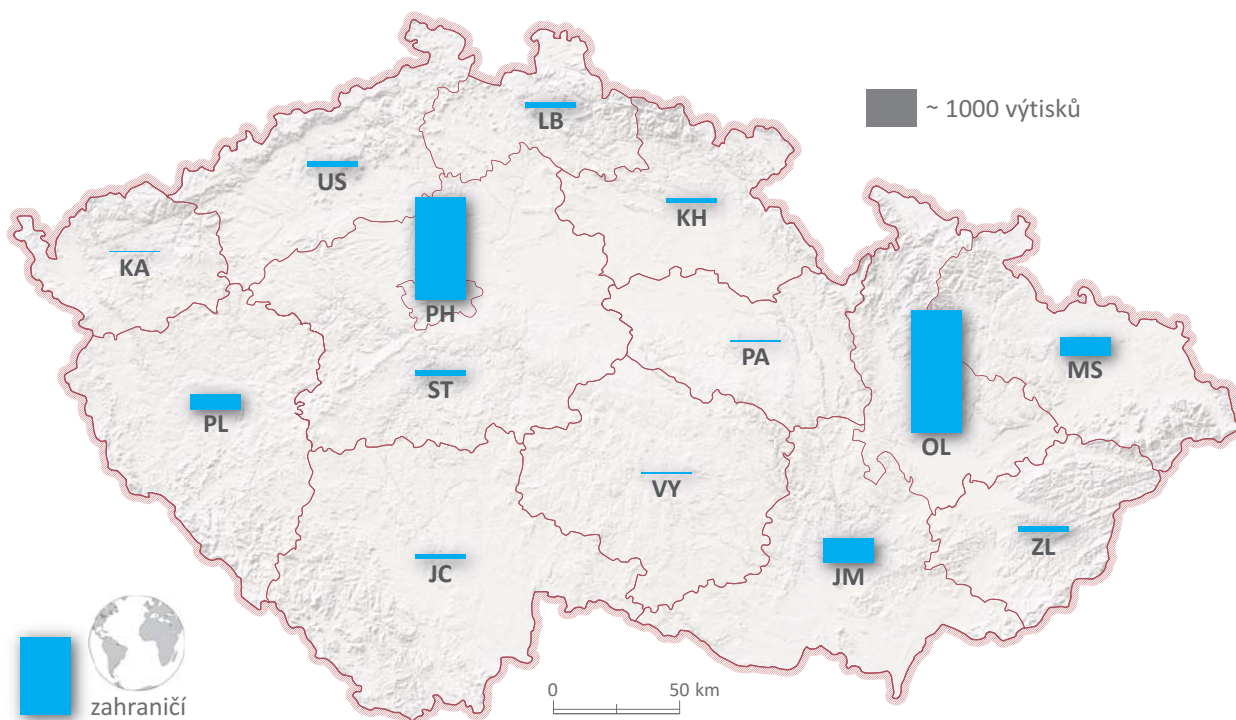 LB
~ 1000 výtisků
US
KH
KA
PH
PA
MS
ST
PL
OL
VY
ZL
JC
JM
zahraničí
0 50 km